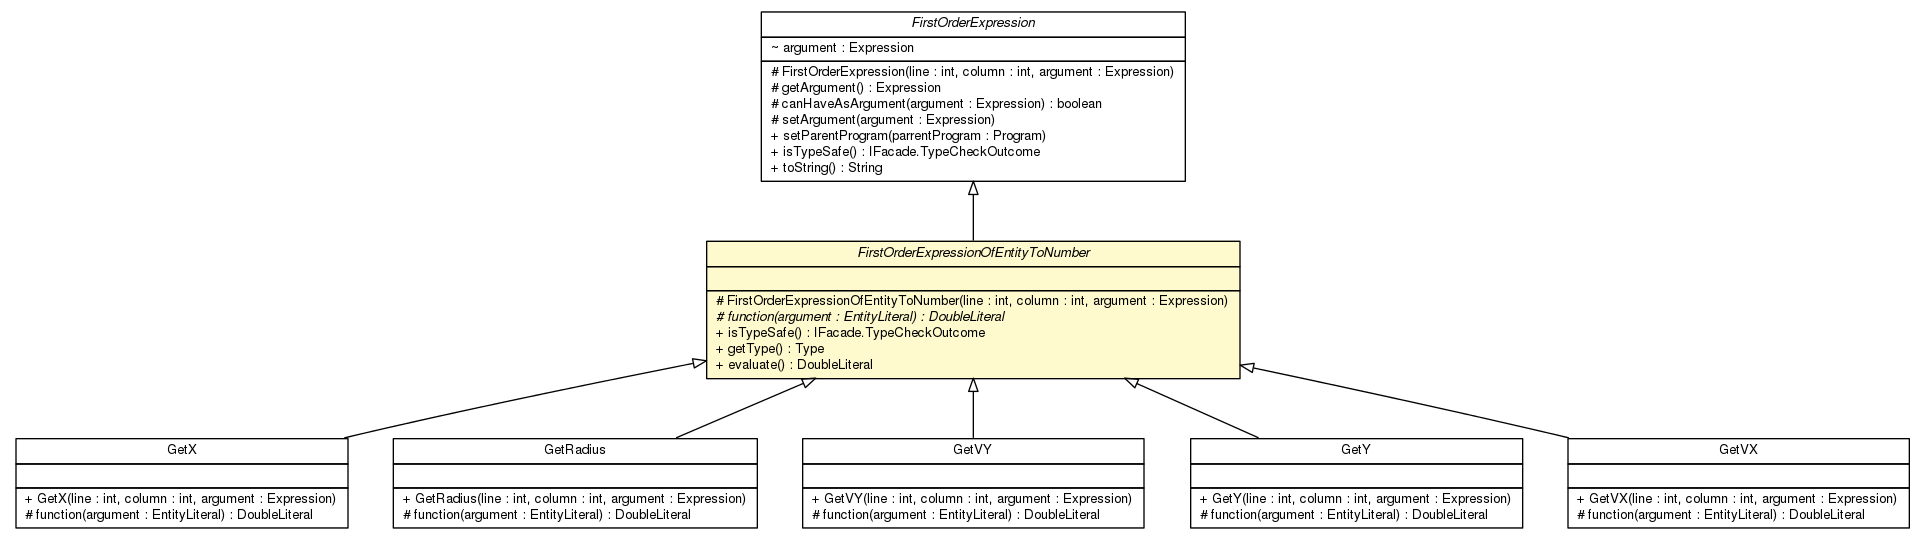 FirstOrderExpression
~ argument : Expression
# FirstOrderExpression(line : int, column : int, argument : Expression)
# getArgument() : Expression
# canHaveAsArgument(argument : Expression) : boolean
# setArgument(argument : Expression)
+ setParentProgram(parrentProgram : Program)
+ isTypeSafe() : IFacade.TypeCheckOutcome
+ toString() : String
FirstOrderExpressionOfEntityToNumber
# FirstOrderExpressionOfEntityToNumber(line : int, column : int, argument : Expression)
# function(argument : EntityLiteral) : DoubleLiteral
+ isTypeSafe() : IFacade.TypeCheckOutcome
+ getType() : Type
+ evaluate() : DoubleLiteral
GetX
+ GetX(line : int, column : int, argument : Expression)
# function(argument : EntityLiteral) : DoubleLiteral
GetRadius
+ GetRadius(line : int, column : int, argument : Expression)
# function(argument : EntityLiteral) : DoubleLiteral
GetVY
+ GetVY(line : int, column : int, argument : Expression)
# function(argument : EntityLiteral) : DoubleLiteral
GetY
+ GetY(line : int, column : int, argument : Expression)
# function(argument : EntityLiteral) : DoubleLiteral
GetVX
+ GetVX(line : int, column : int, argument : Expression)
# function(argument : EntityLiteral) : DoubleLiteral